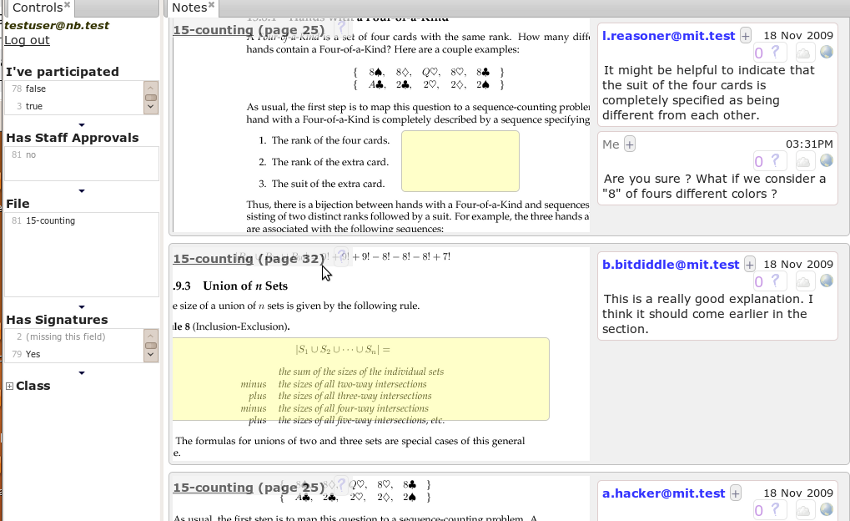 Controls
testuser@nb.test
Log out
I've participated
78 false
3 true
Has Staff Approvals
81 no
File
81 15-counting
Has Signatures
2 (missing this field)
79 Yes
Class
Notes
15-counting (page 25)
a Four-of-a-Kind
A Four-of-a-Kind is a set of four cards with the same rank. How many diffe
hands contain a Four-of-a-Kind? Here are a couple examples:
{ 8♠, 8♢, Q♡, 8♡, 8♣ }
{ A♣, 2♣, 2♡, 2♢, 2♠ }
As usual, the first step is to map this question to a sequence-counting problem
hand with a Four-of-a-Kind is completely described by a sequence specifying
1. The rank of the four cards.
2. The rank of the extra card.
3. The suit of the extra card.
Thus, there is a bijection between hands with a Four-of-a-Kind and sequences
sisting of two distinct ranks followed by a suit. For example, the three hands a
are associated with the following sequences:
l.reasoner@mit.test + 18 Nov 2009
0 ?
It might be helpful to indicate that
the suit of the four cards is
completely specified as being
different from each other.
Me + 03:31PM
0 ?
Are you sure ? What if we consider a
"8" of fours different colors ?
15-counting (page 32)
+ 9! − 8! − 8! − 8! + 7!
.9.3 Union of n Sets
e size of a union of n sets is given by the following rule.
le 8 (Inclusion-Exclusion).
|S1 ∪ S2 ∪ ··· ∪ Sn| =
the sum of the sizes of the individual sets
minus the sizes of all two-way intersections
plus the sizes of all three-way intersections
minus the sizes of all four-way intersections
plus the sizes of all five-way intersections, etc.
The formulas for unions of two and three sets are special cases of this general
e.
b.bitdiddle@mit.test + 18 Nov 2009
0 ?
This is a really good explanation. I
think it should come earlier in the
section.
15-counting (page 25)
Q♡, 8♡, 8♣ }
{ A♣, 2♣, 2♡, 2♢, 2♠ }
As usual, the first step is to map this question to a sequence-counting problem. A
a.hacker@mit.test + 18 Nov 2009
0 ?